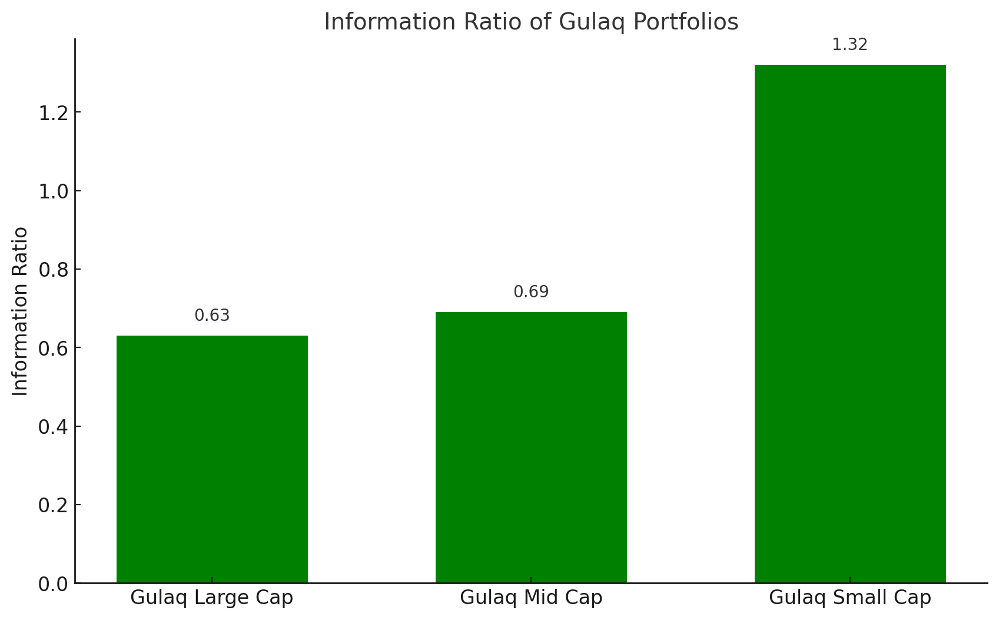 Information Ratio of Gulaq Portfolios
1.32
1.2
1.0
0.8
0.69
0.63
0.6
0.4
0.2
0.0
Information Ratio
Gulaq Large Cap
Gulaq Mid Cap
Gulaq Small Cap